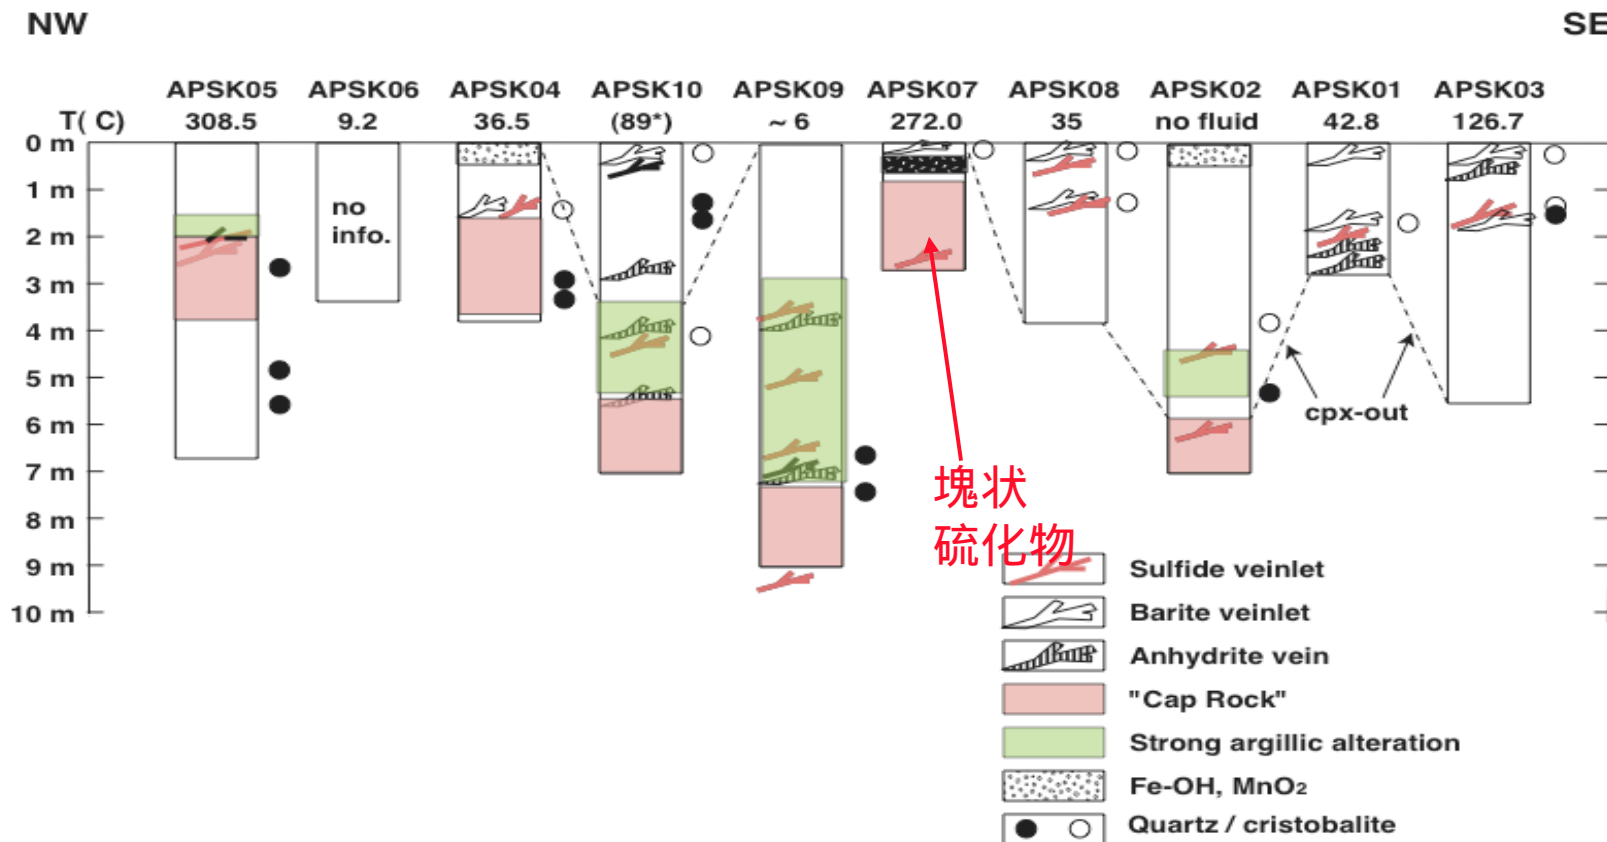 NW
SE
APSK05 APSK06 APSK04 APSK10 APSK09 APSK07 APSK08 APSK02 APSK01 APSK03
T( C) 308.5 9.2 36.5 (89*) ~ 6 272.0 35 no fluid 42.8 126.7
0 m
1 m
2 m
3 m
4 m
5 m
6 m
7 m
8 m
9 m
10 m
no
info.
cpx-out
塊状
硫化物
Sulfide veinlet
Barite veinlet
Anhydrite vein
"Cap Rock"
Strong argillic alteration
Fe-OH, MnO2
Quartz / cristobalite